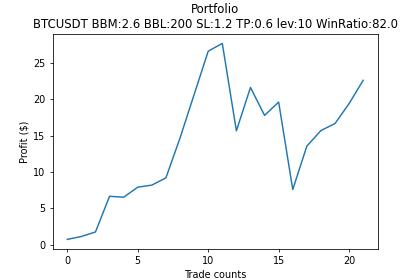 Portfolio
BTCUSDT BBM:2.6 BBL:200 SL:1.2 TP:0.6 lev:10 WinRatio:82.0
25
20
15
10
5
0
Profit ($)
0 5 10 15 20
Trade counts